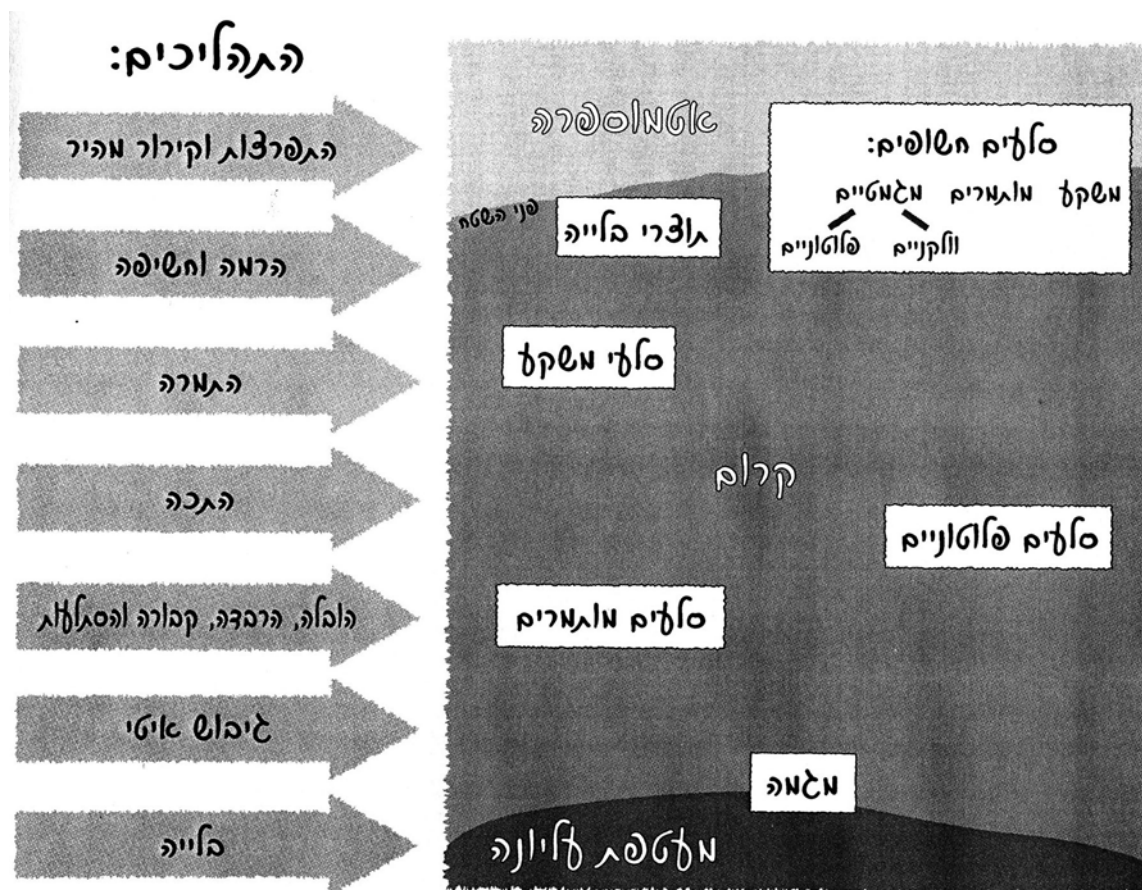 התהליכים:
התפרצות וקירור מהיר
הרמה וחשיפה
התמרה
התכה
הובלה, הרבדה, קבורה והסתלעות
גיבוש איטי
בלייה
אטמוספרה
סלעים חשופים:
משקע מותמרים מגמטיים
וולקניים פלוטוניים
פני השטח
תוצרי בלייה
סלעי משקע
קרום
סלעים פלוטוניים
סלעים מותמרים
מגמה
מעטפת עליונה